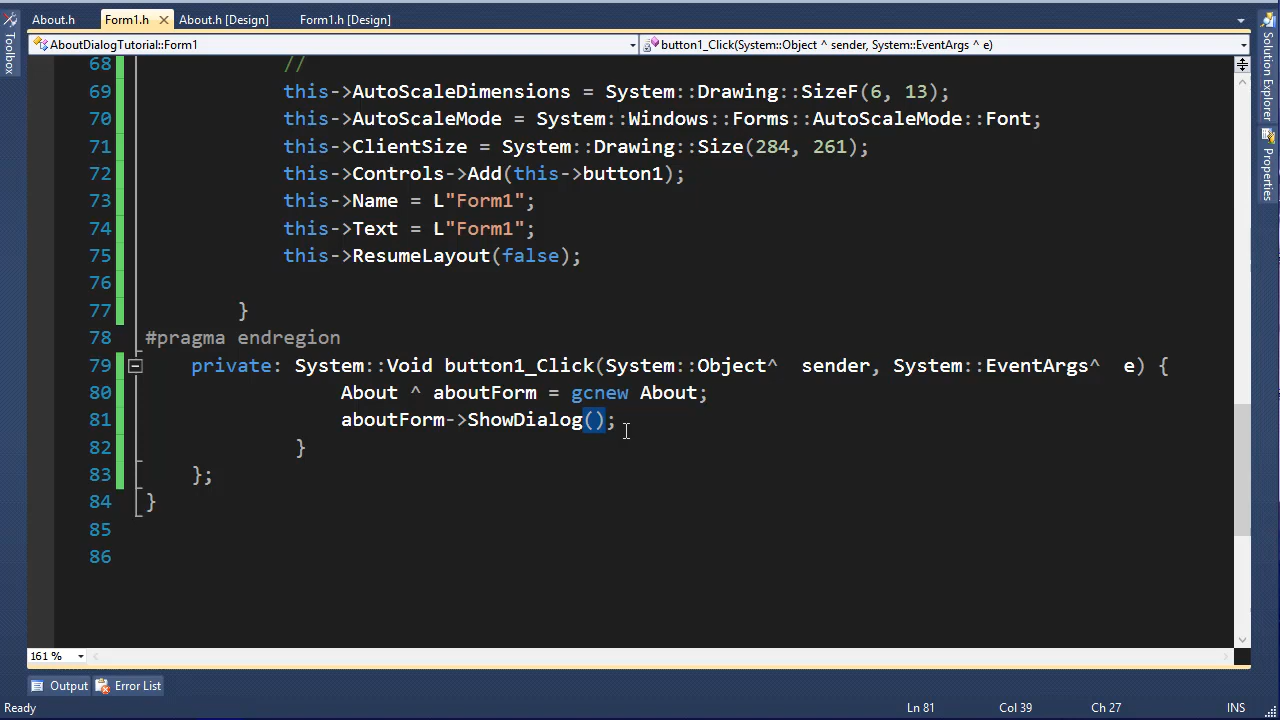 About.h Form1.h About.h [Design] Form1.h [Design]
AboutDialogTutorial::Form1 button1_Click(System::Object ^ sender, System::EventArgs ^ e)
Toolbox
Solution Explorer
Properties
68 //
69 this->AutoScaleDimensions = System::Drawing::SizeF(6, 13);
70 this->AutoScaleMode = System::Windows::Forms::AutoScaleMode::Font;
71 this->ClientSize = System::Drawing::Size(284, 261);
72 this->Controls->Add(this->button1);
73 this->Name = L"Form1";
74 this->Text = L"Form1";
75 this->ResumeLayout(false);
76
77 }
78 #pragma endregion
79 private: System::Void button1_Click(System::Object^  sender, System::EventArgs^  e) {
80 About ^ aboutForm = gcnew About;
81 aboutForm->ShowDialog();
82 }
83 };
84 }
85
86
161 %
Output Error List
Ready Ln 81 Col 39 Ch 27 INS